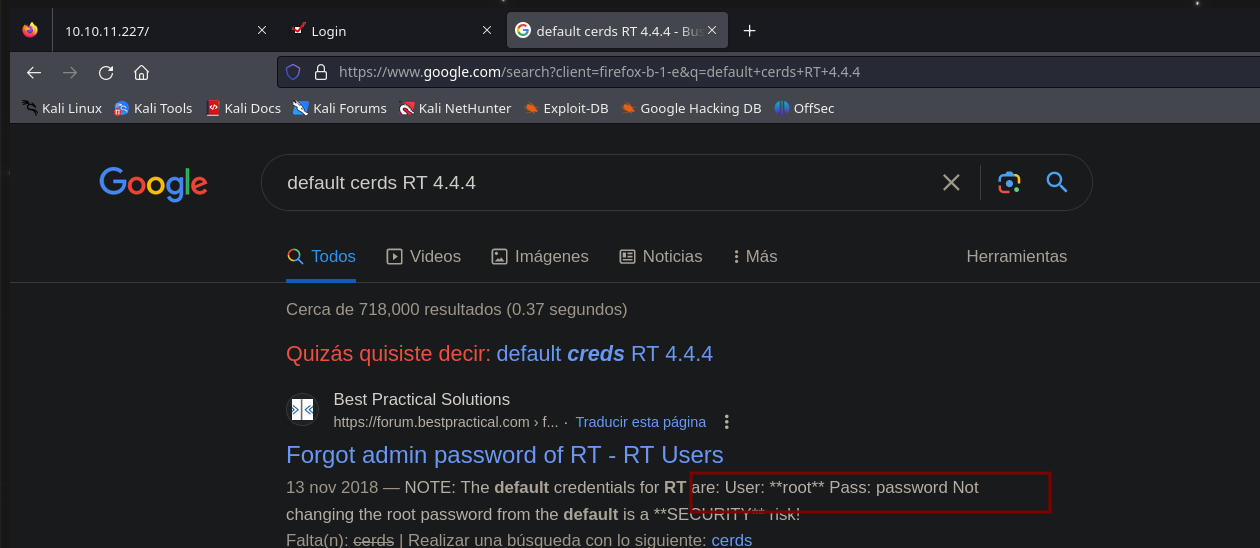 10.10.11.227/
Login
default cerds RT 4.4.4 - Bus
https://www.google.com/search?client=firefox-b-1-e&q=default+cerds+RT+4.4.4
Kali Linux Kali Tools Kali Docs Kali Forums Kali NetHunter Exploit-DB Google Hacking DB OffSec
Google
default cerds RT 4.4.4
Todos Videos Imágenes Noticias Más Herramientas
Cerca de 718,000 resultados (0.37 segundos)
Quizás quisiste decir: default creds RT 4.4.4
Best Practical Solutions
https://forum.bestpractical.com › f... · Traducir esta página
Forgot admin password of RT - RT Users
13 nov 2018 — NOTE: The default credentials for RT are: User: **root** Pass: password Not
changing the root password from the default is a **SECURITY** risk!
Falta(n): cerds | Realizar una búsqueda con lo siguiente: cerds